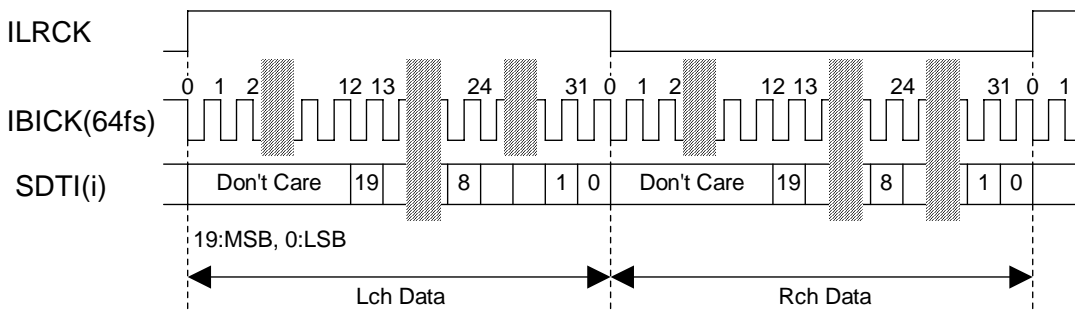 ILRCK
0 1 2 12 13 24 31 0 1 2 12 13 24 31 0 1
IBICK(64fs)
SDTI(i) Don't Care 19 8 1 0 Don't Care 19 8 1 0
19:MSB, 0:LSB
Lch Data Rch Data